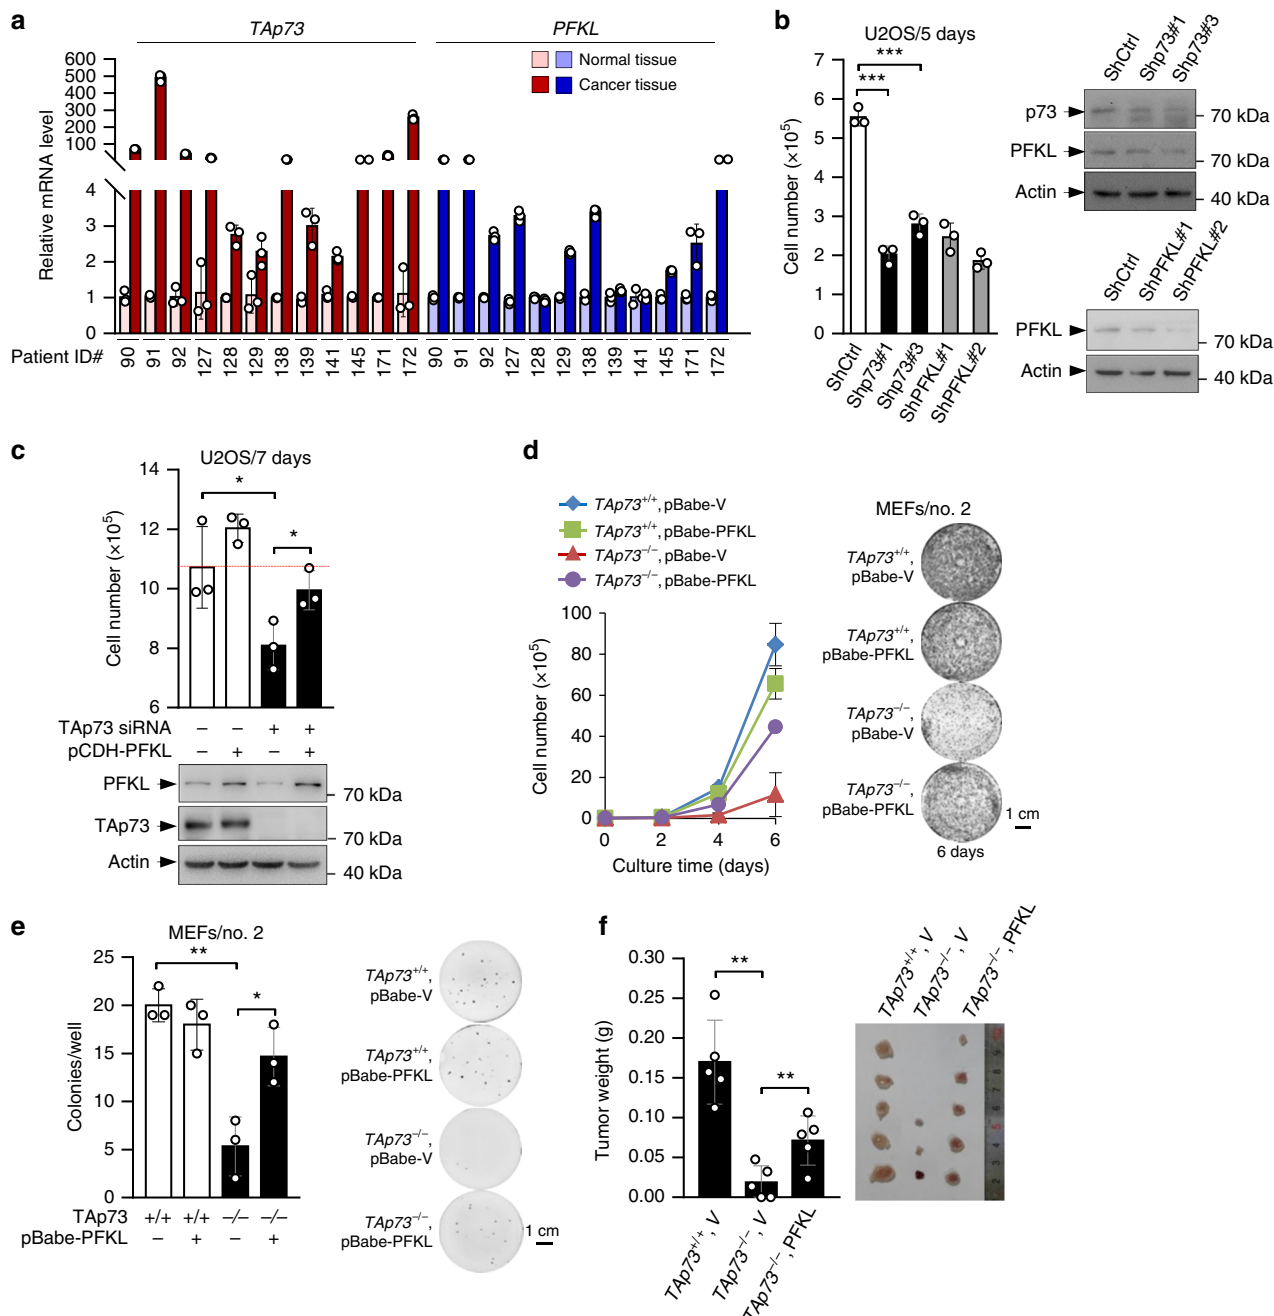 a
TAp73 PFKL
Normal tissue
Cancer tissue
Relative mRNA level
600
500
400
300
200
100
4
3
2
1
0
Patient ID#
90 91 92 127 128 129 138 139 141 145 171 172 90 91 92 127 128 129 138 139 141 145 171 172
b
U2OS/5 days
*** 
***
Cell number (×10⁵)
7
6
5
4
3
2
1
0
ShCtrl Shp73#1 Shp73#3 ShPFKL#1 ShPFKL#2
ShCtrl Shp73#1 Shp73#3
p73 70 kDa
PFKL 70 kDa
Actin 40 kDa
ShCtrl ShPFKL#1 ShPFKL#2
PFKL 70 kDa
Actin 40 kDa
c
U2OS/7 days
*
*
Cell number (×10⁵)
14
12
10
8
6
TAp73 siRNA – – + +
pCDH-PFKL – + – +
PFKL 70 kDa
TAp73 70 kDa
Actin 40 kDa
d
TAp73+/+, pBabe-V
TAp73+/+, pBabe-PFKL
TAp73−/−, pBabe-V
TAp73−/−, pBabe-PFKL
Cell number (×10⁵)
100
80
60
40
20
0
0 2 4 6
Culture time (days)
MEFs/no. 2
TAp73+/+,
pBabe-V
TAp73+/+,
pBabe-PFKL
TAp73−/−,
pBabe-V
TAp73−/−,
pBabe-PFKL
1 cm
6 days
e
MEFs/no. 2
**
*
Colonies/well
25
20
15
10
5
0
TAp73 +/+ +/+ –/– –/–
pBabe-PFKL – + – +
TAp73+/+,
pBabe-V
TAp73+/+,
pBabe-PFKL
TAp73−/−,
pBabe-V
TAp73−/−,
pBabe-PFKL
1 cm
f
**
**
Tumor weight (g)
0.30
0.25
0.20
0.15
0.10
0.05
0.00
TAp73+/+, V TAp73−/−, V TAp73−/−, PFKL
TAp73+/+, V TAp73−/−, V TAp73−/−, PFKL
9
8
7
6
5
4
3
2